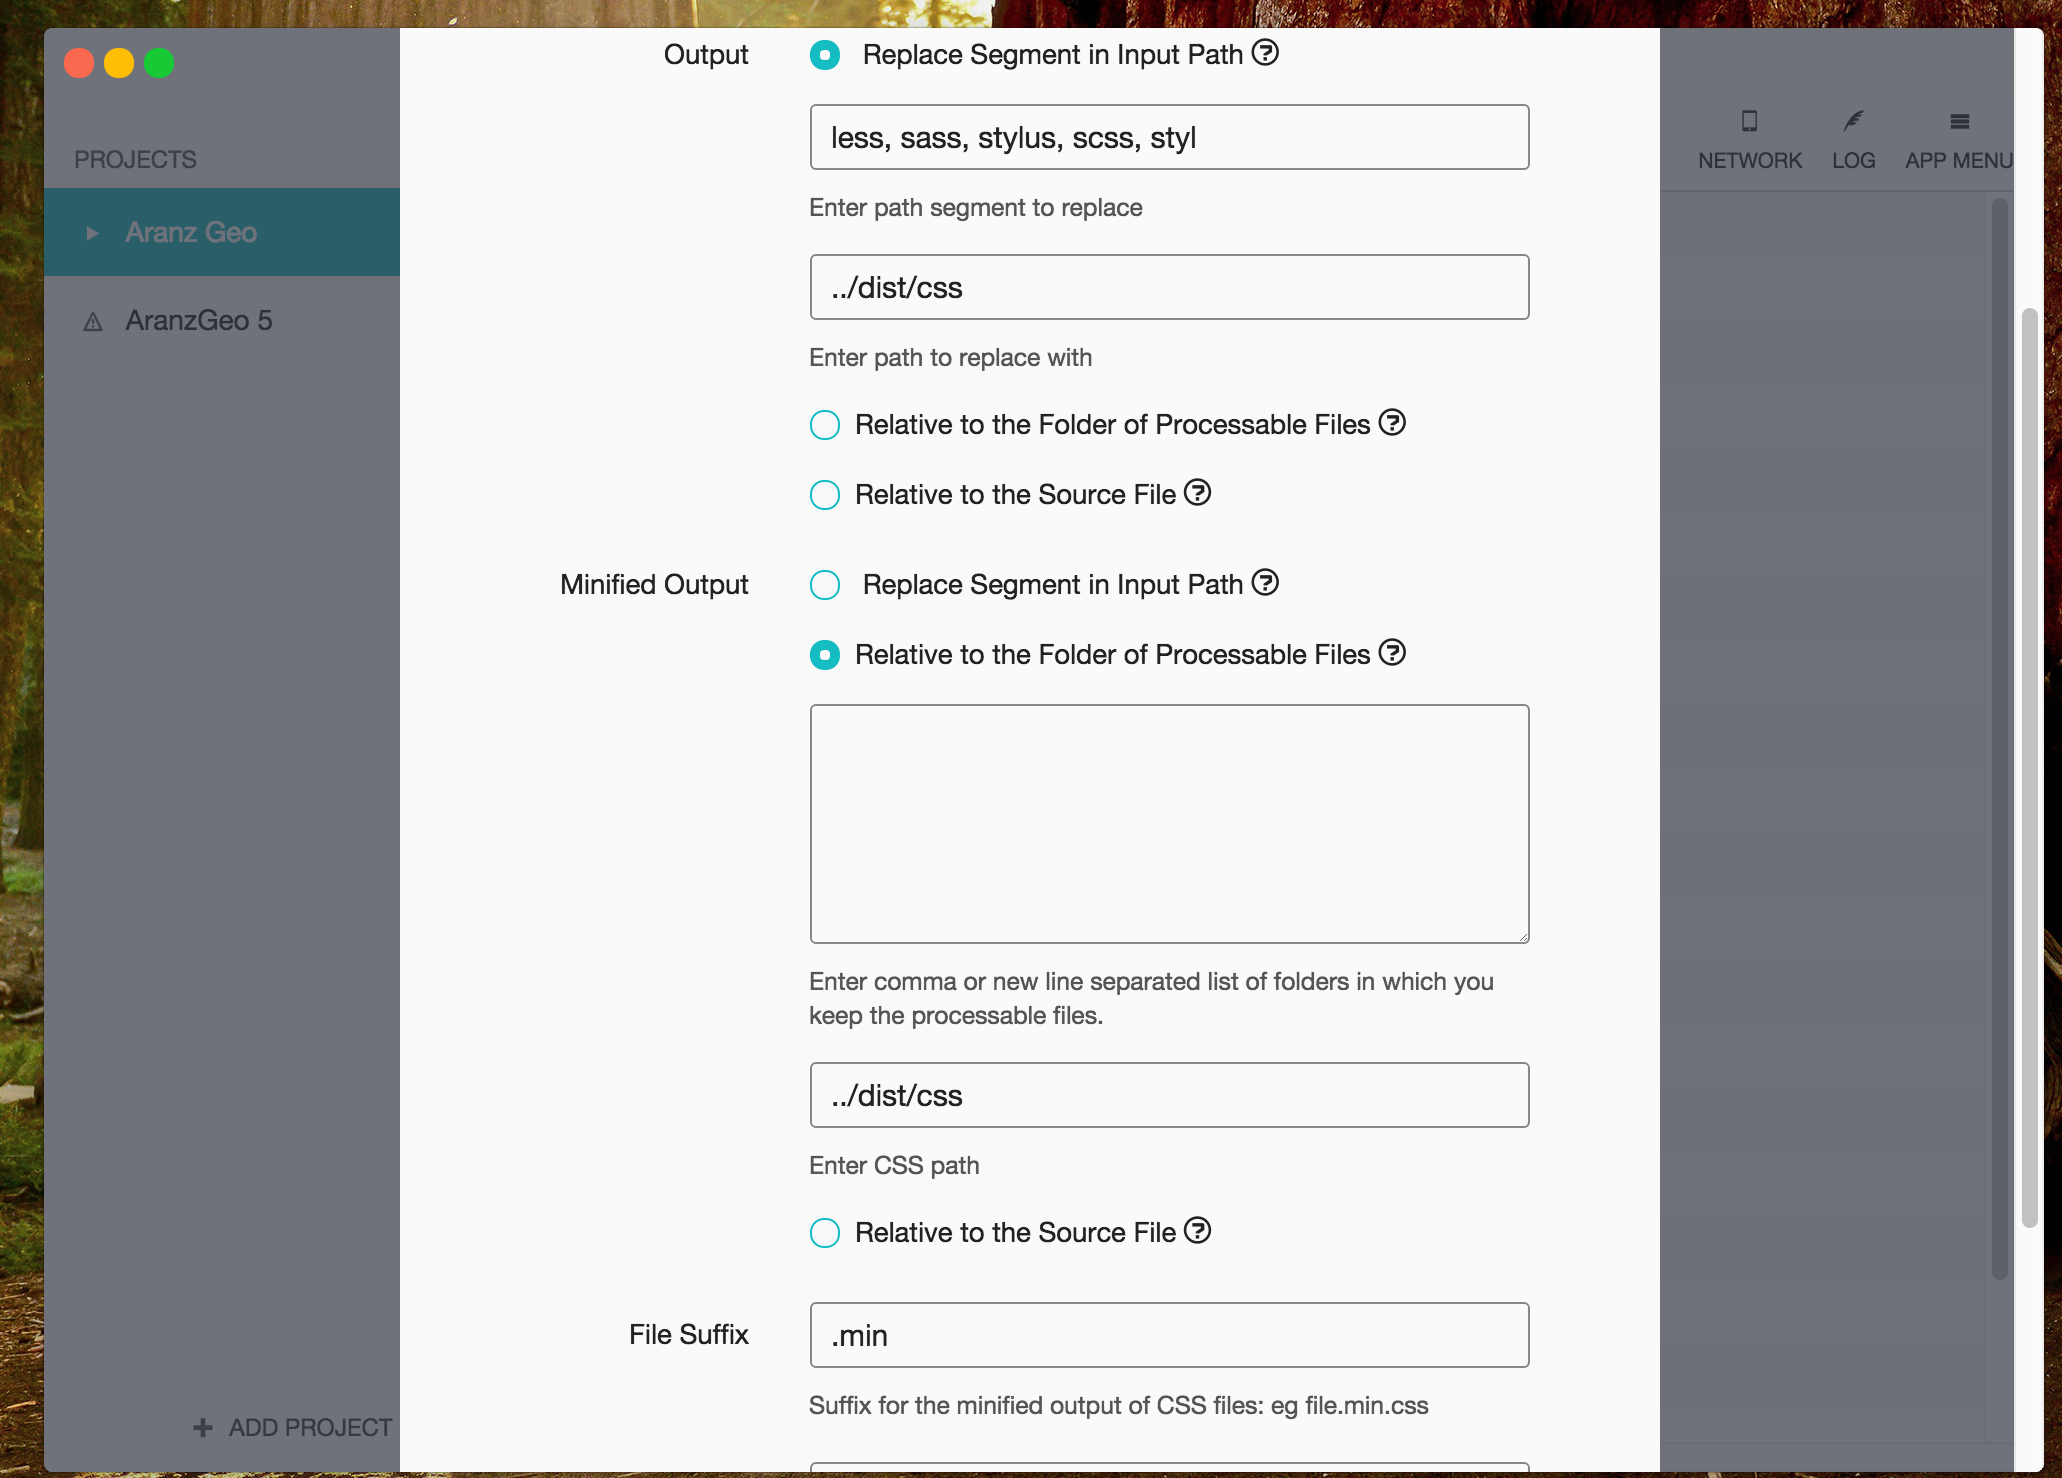 PROJECTS
Aranz Geo
AranzGeo 5
ADD PROJECT
Output
Replace Segment in Input Path
less, sass, stylus, scss, styl
Enter path segment to replace
../dist/css
Enter path to replace with
Relative to the Folder of Processable Files
Relative to the Source File
Minified Output
Replace Segment in Input Path
Relative to the Folder of Processable Files
Enter comma or new line separated list of folders in which you
keep the processable files.
../dist/css
Enter CSS path
Relative to the Source File
File Suffix
.min
Suffix for the minified output of CSS files: eg file.min.css
NETWORK
LOG
APP MENU